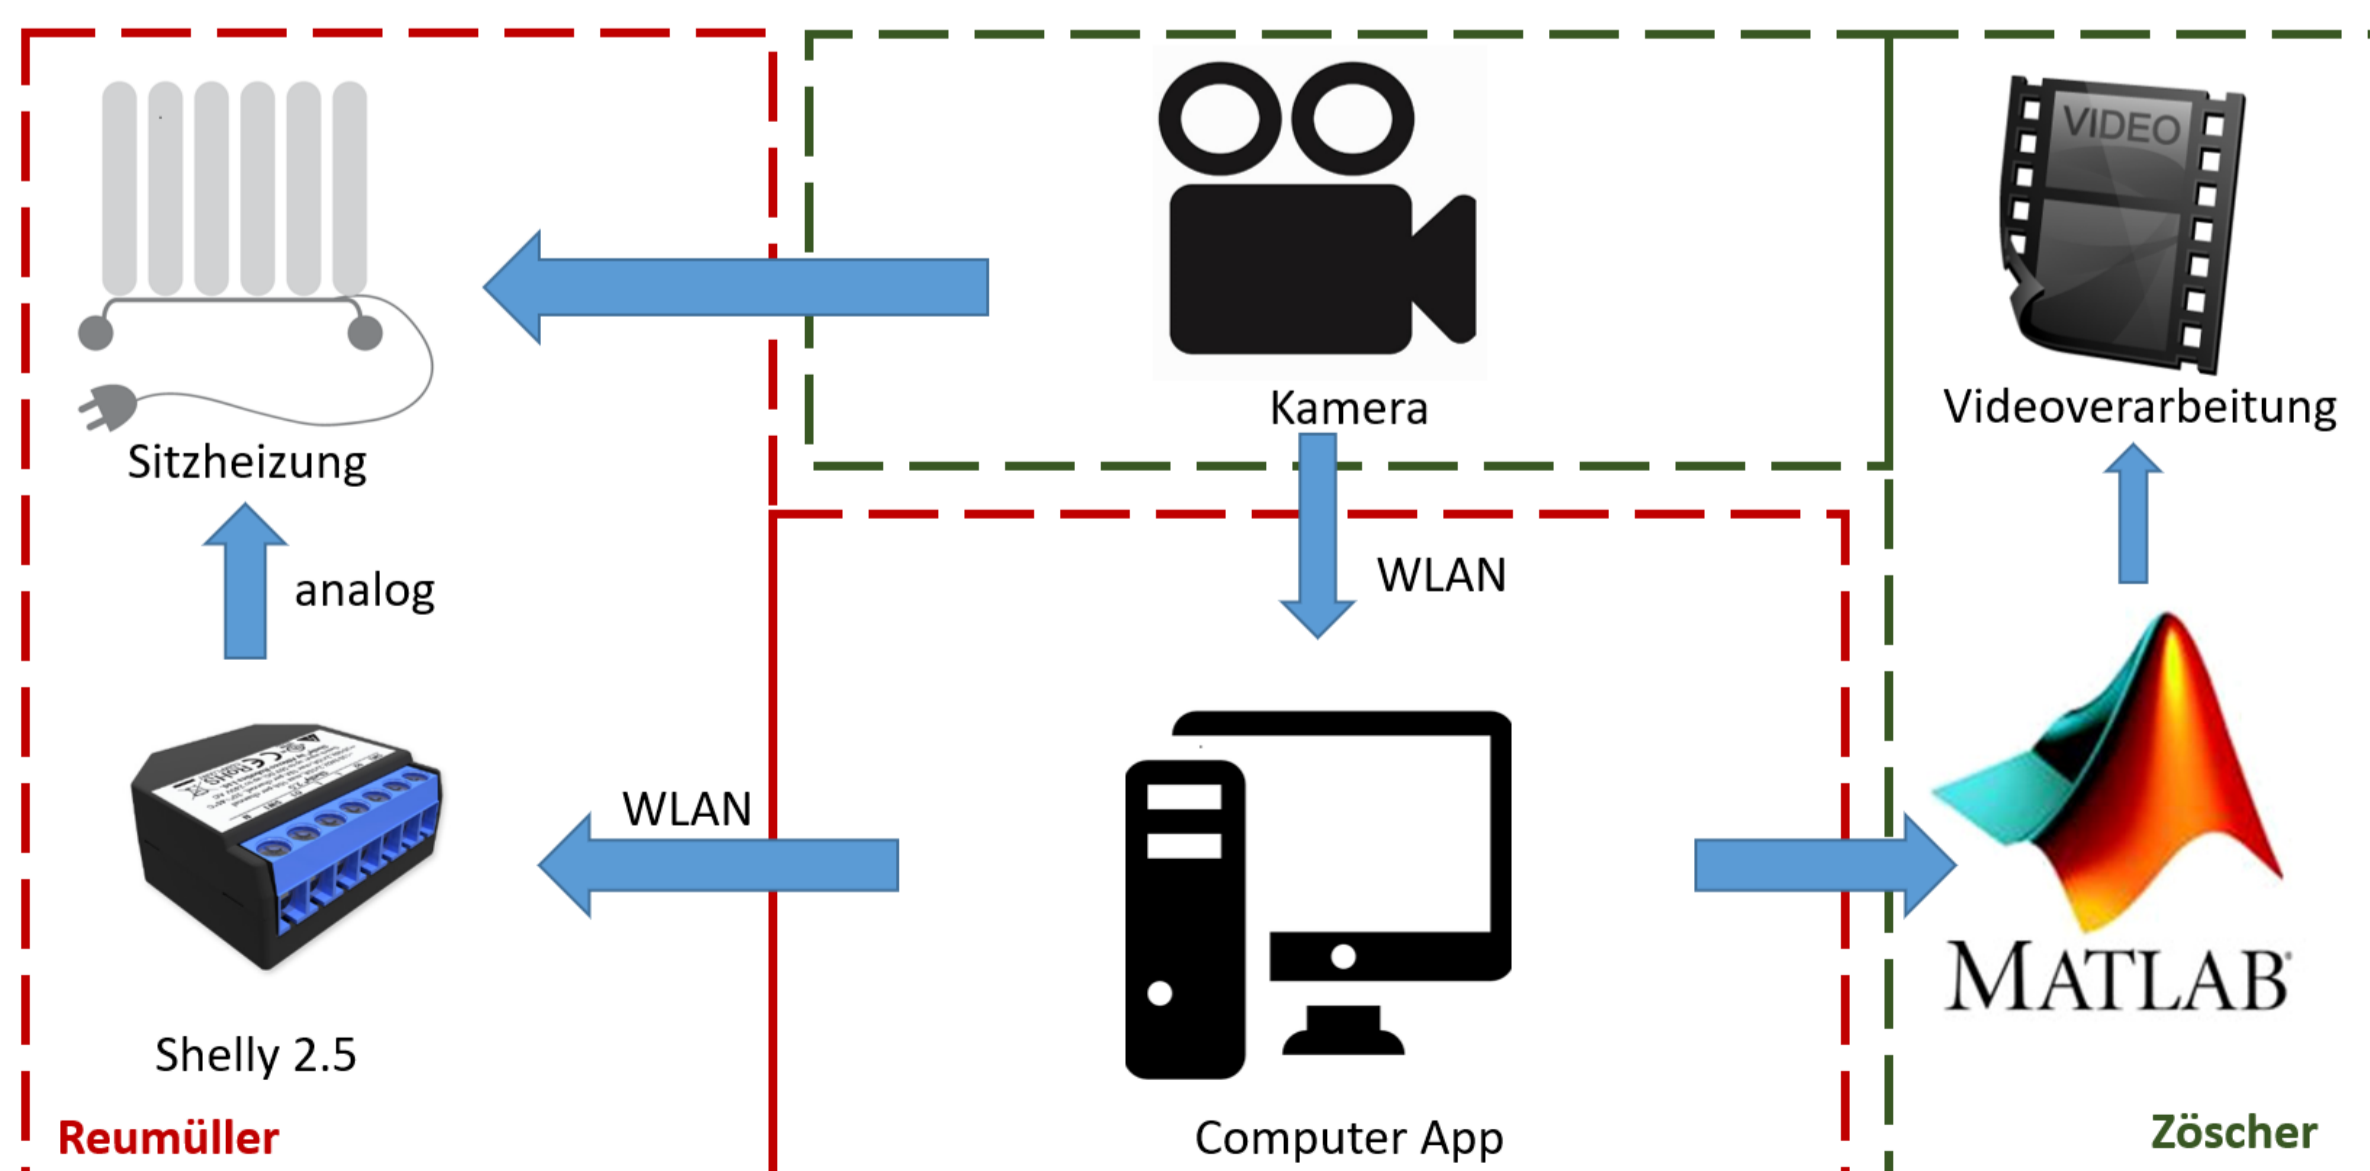 VIDEO
Kamera
Videoverarbeitung
Sitzheizung
analog
WLAN
WLAN
MATLAB
Shelly 2.5
Reumüller
Computer App
Zöscher